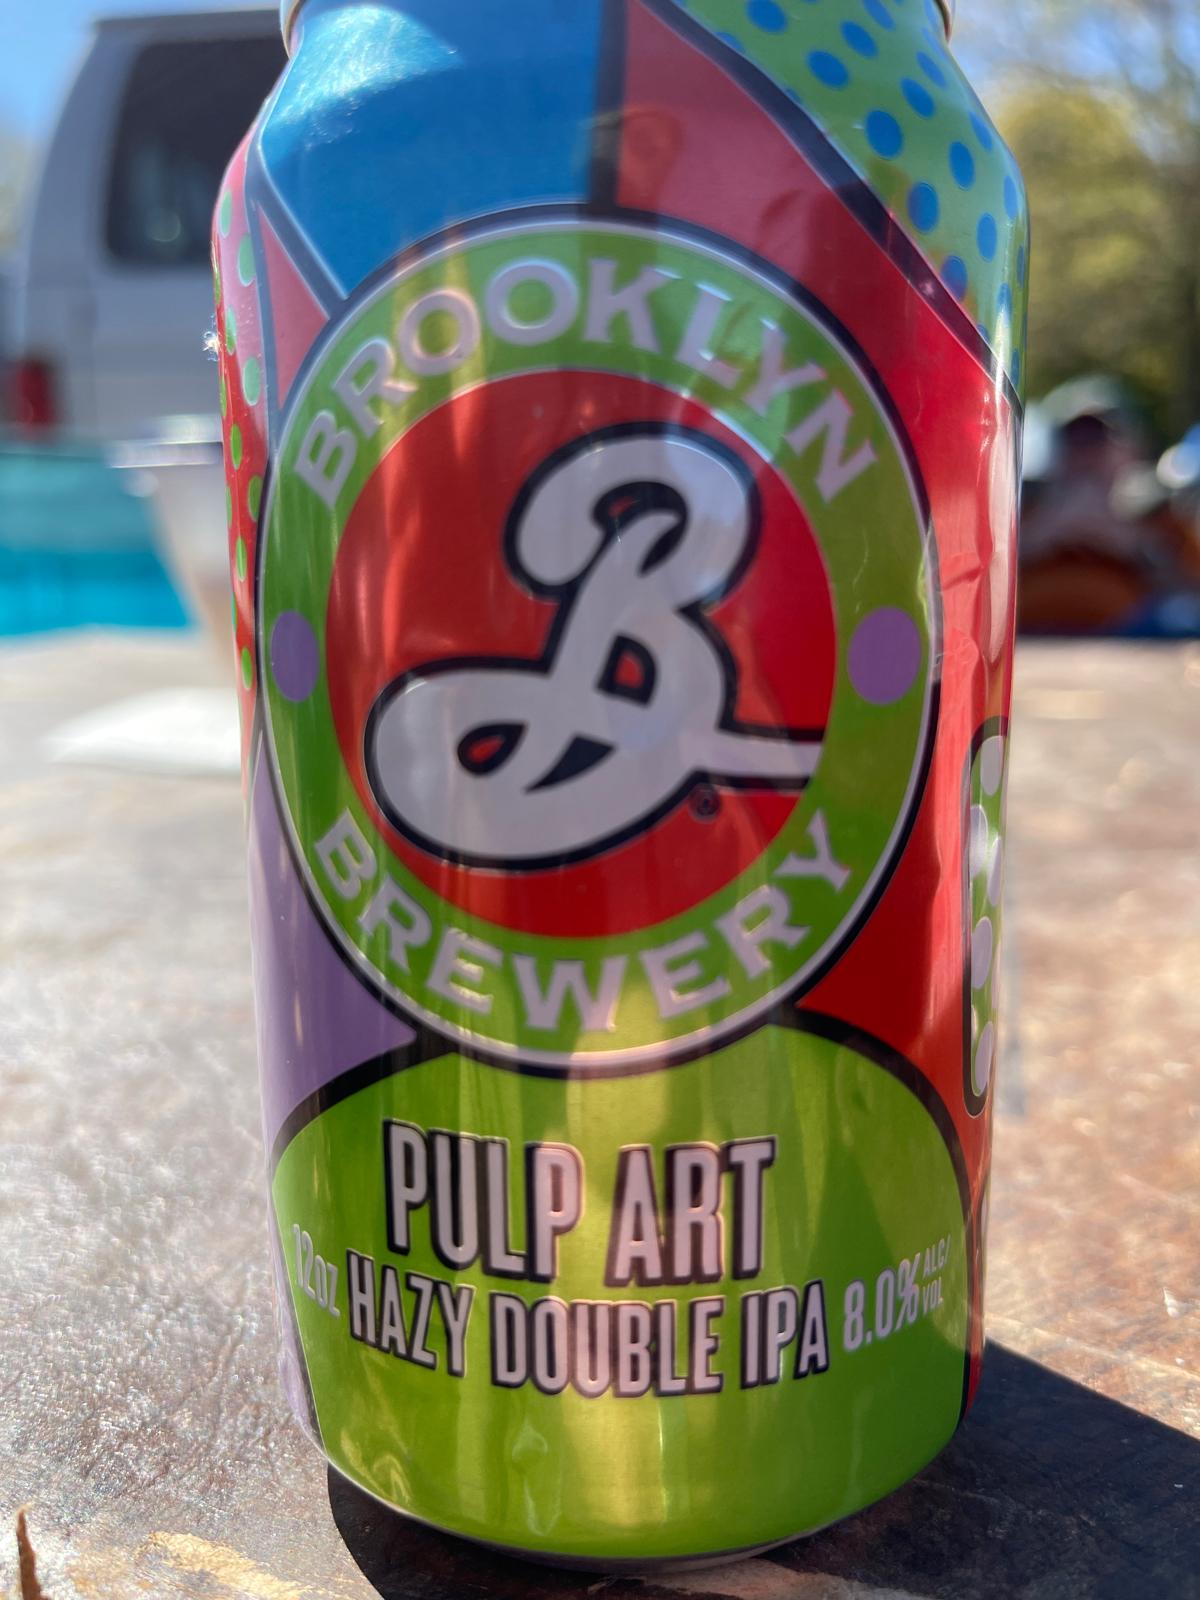 BROOKLYN
B
®
BREWERY
PULP ART
12OZ HAZY DOUBLE IPA 8.0% ALC/
VOL